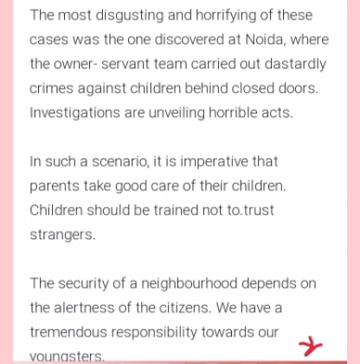 The most disgusting and horrifying of these
cases was the one discovered at Noida, where
the owner- servant team carried out dastardly
crimes against children behind closed doors.
Investigations are unveiling horrible acts.
In such a scenario, it is imperative that
parents take good care of their children.
Children should be trained not to.trust
strangers.
The security of a neighbourhood depends on
the alertness of the citizens. We have a
tremendous responsibility towards our
youngsters.